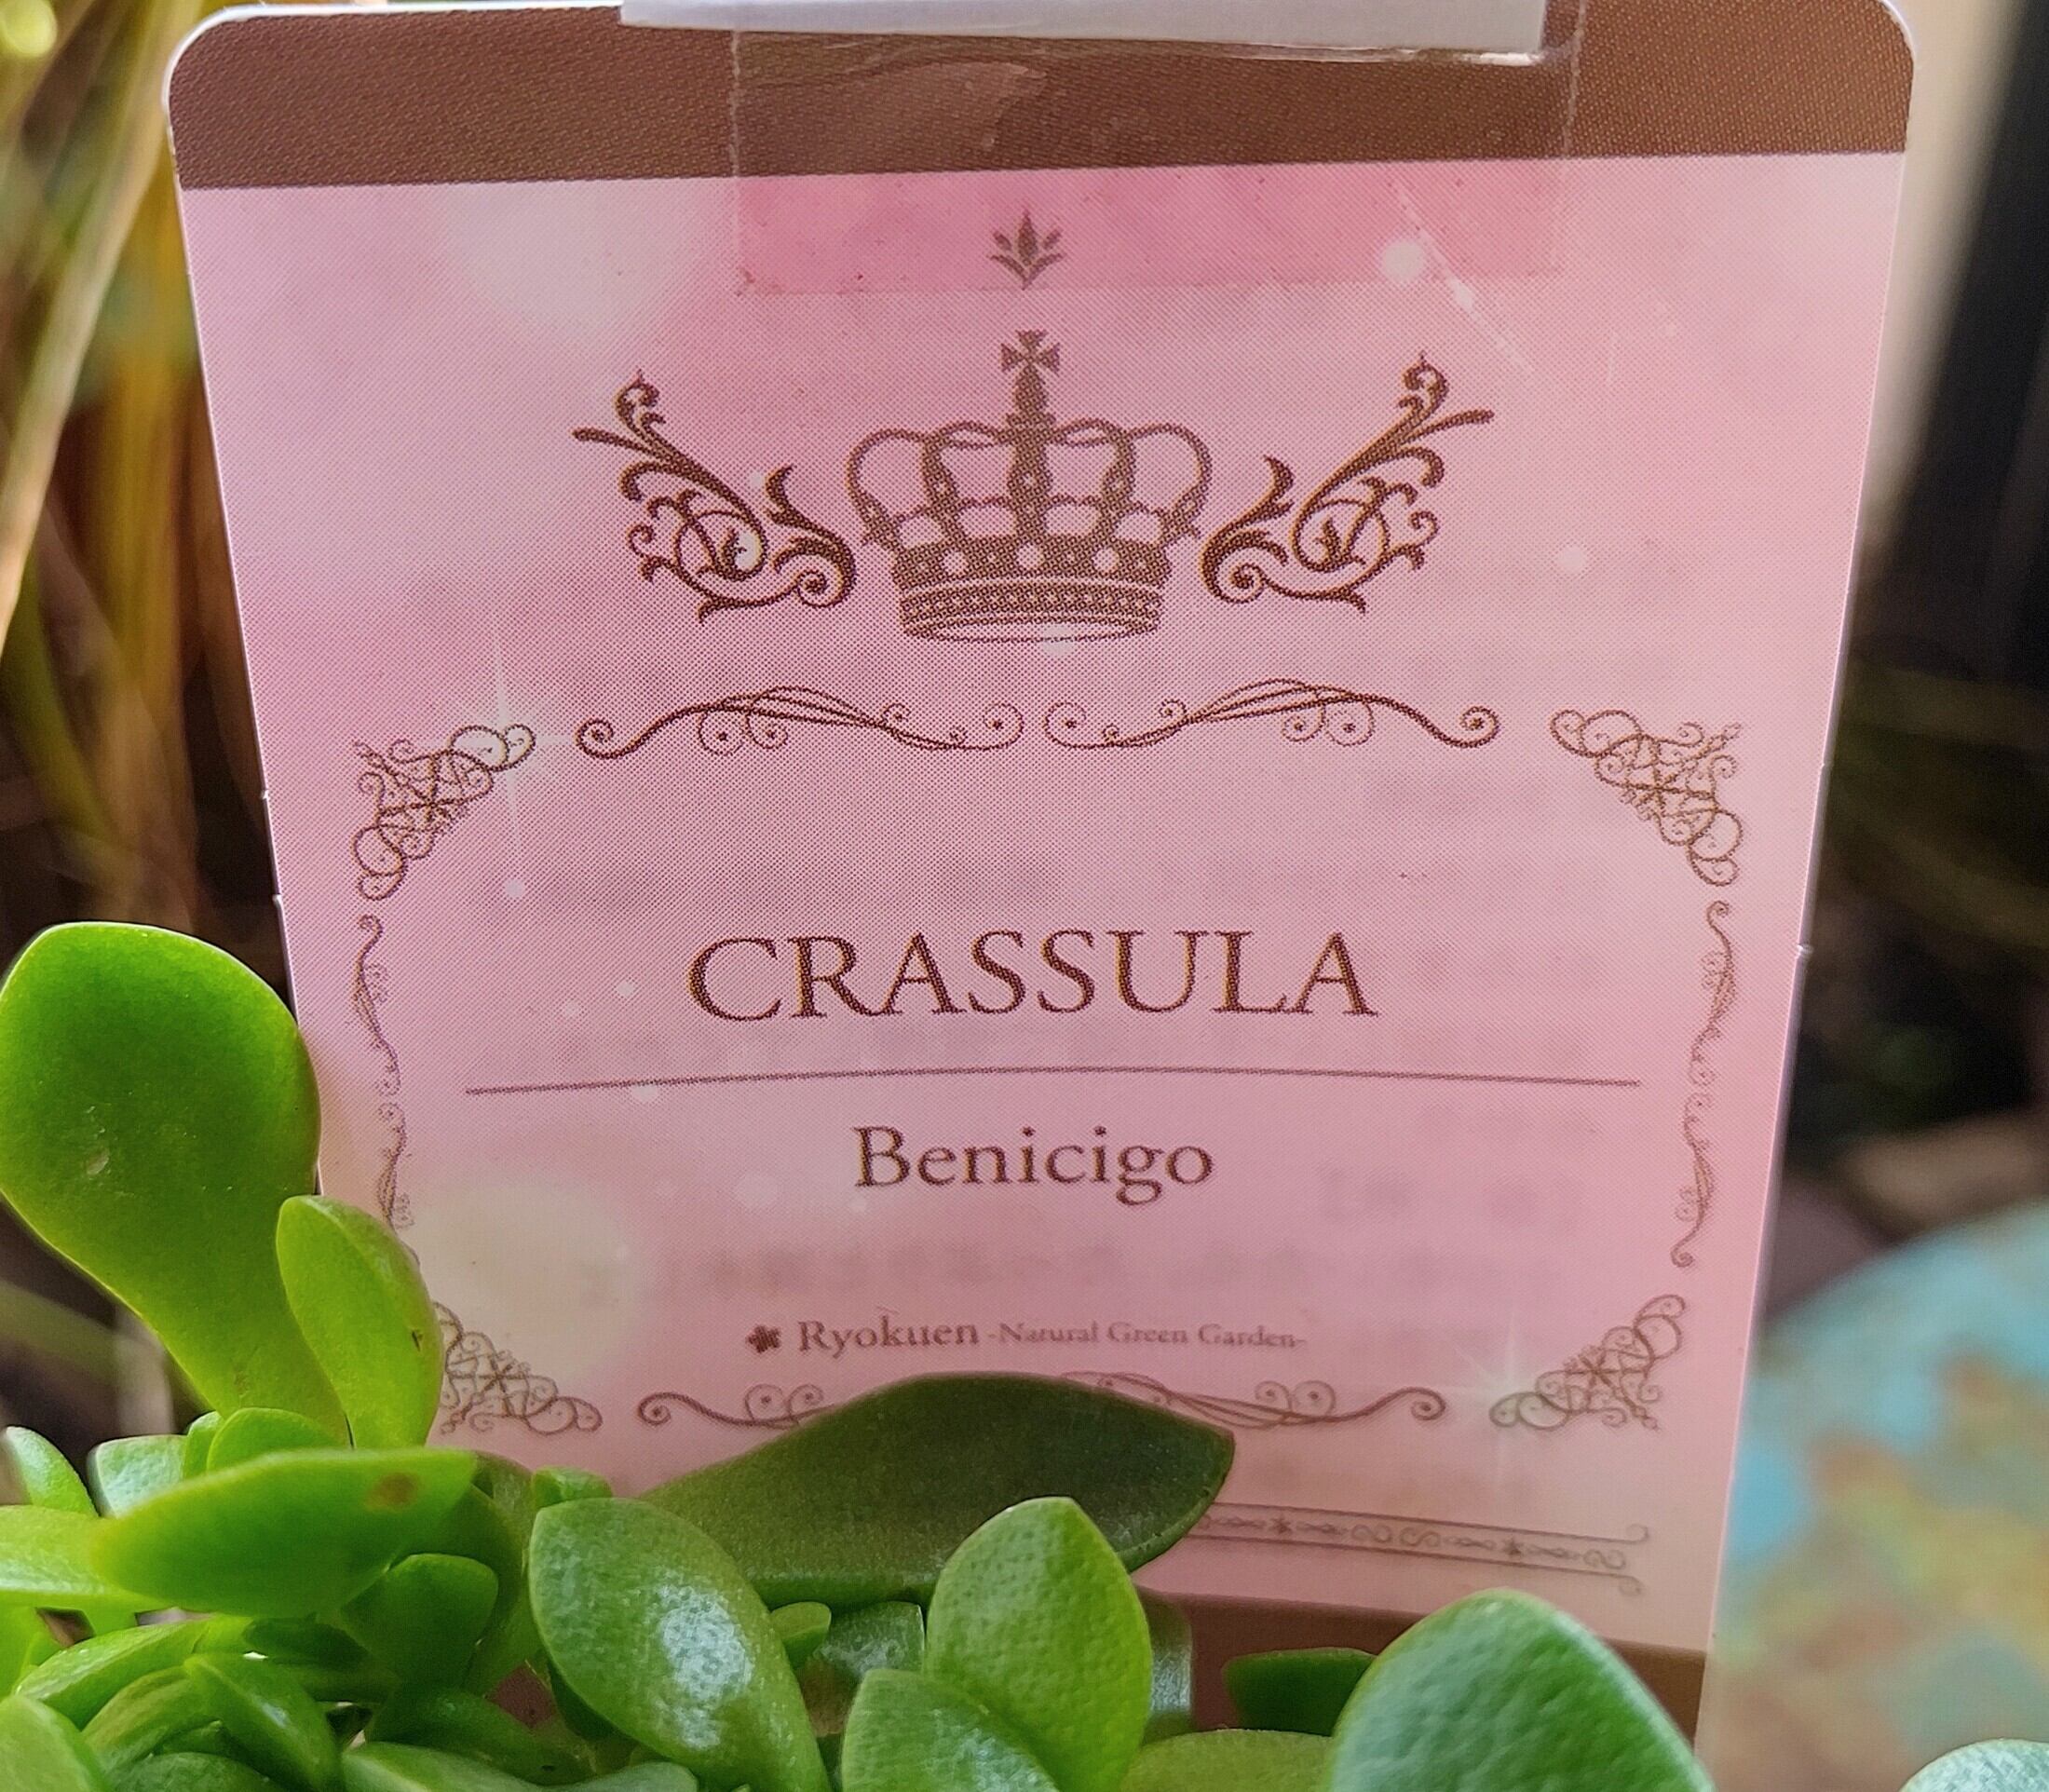 CRASSULA
Benicigo
Ryokuen -Natural Green Garden-